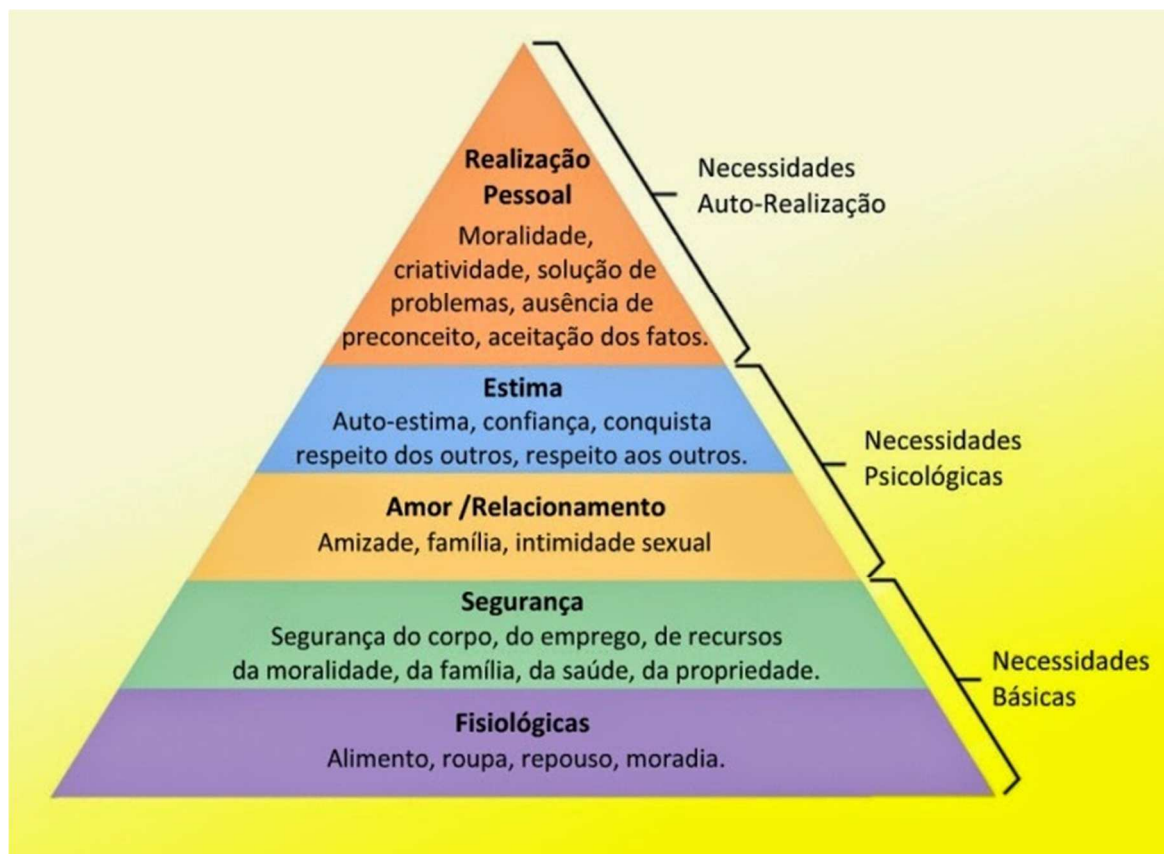 Realização
Pessoal
Moralidade,
criatividade, solução de
problemas, ausência de
preconceito, aceitação dos fatos.
Necessidades
Auto-Realização
Estima
Auto-estima, confiança, conquista
respeito dos outros, respeito aos outros.
Amor /Relacionamento
Amizade, família, intimidade sexual
Necessidades
Psicológicas
Segurança
Segurança do corpo, do emprego, de recursos
da moralidade, da família, da saúde, da propriedade.
Fisiológicas
Alimento, roupa, repouso, moradia.
Necessidades
Básicas